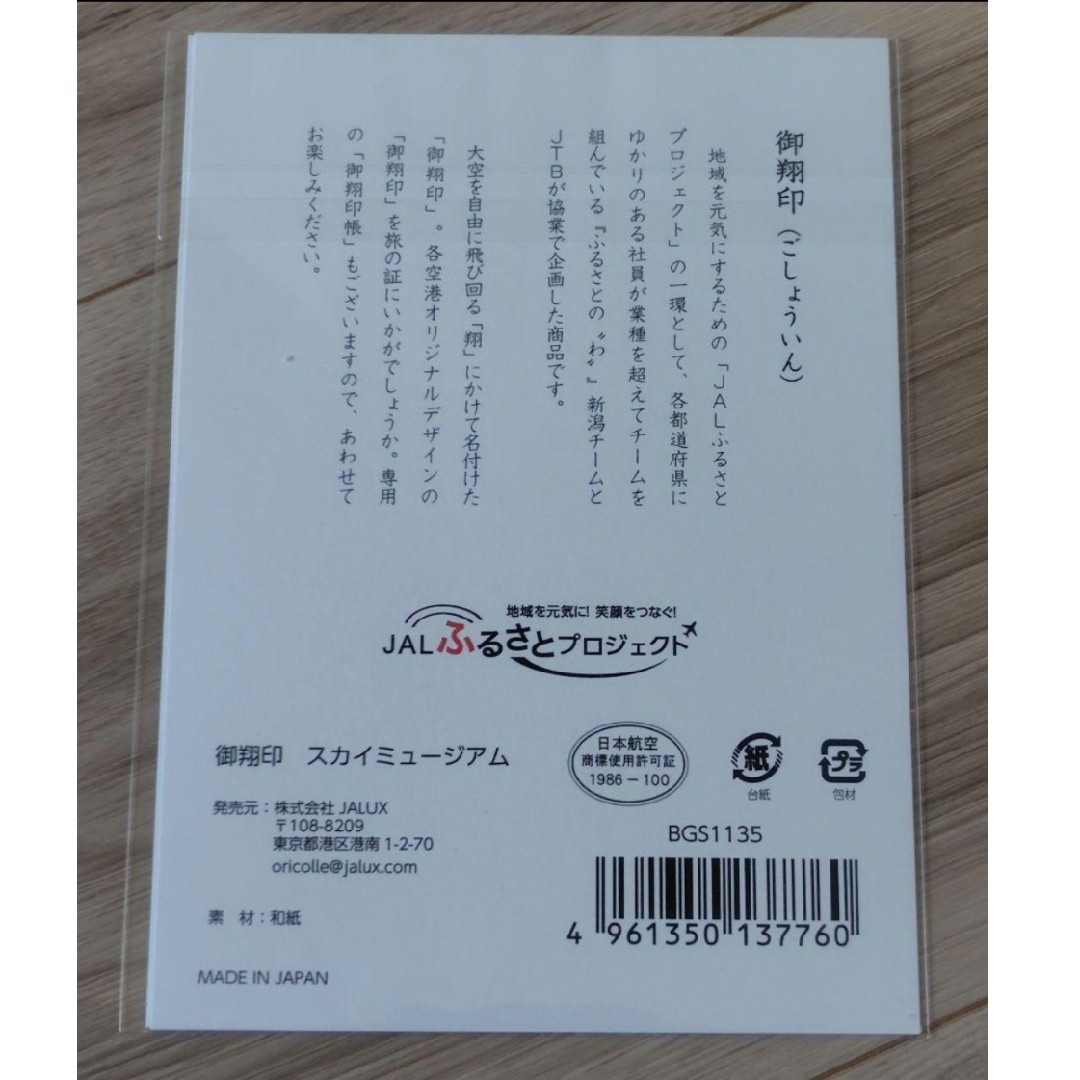 御翔印（ごしょういん）
地域を元気にするための「JALふるさと
プロジェクト」の一環として、各都道府県に
ゆかりのある社員が業種を超えてチームを
組んでいる『ふるさとの〝わ〟』新潟チームと
JTBが協業で企画した商品です。
大空を自由に飛び回る「翔」にかけて名付けた
「御翔印」。各空港オリジナルデザインの
「御翔印」を旅の証にいかがでしょうか。専用
の「御翔印帳」もございますので、あわせて
お楽しみください。
地域を元気に! 笑顔をつなぐ!
JALふるさとプロジェクト
御翔印　スカイミュージアム
発売元：株式会社 JALUX
〒108-8209
東京都港区港南 1-2-70
oricolle@jalux.com
素　材：和紙
MADE IN JAPAN
日本航空
商標使用許可証
1986－100
紙
台紙
プラ
包材
BGS1135
4 961350 137760